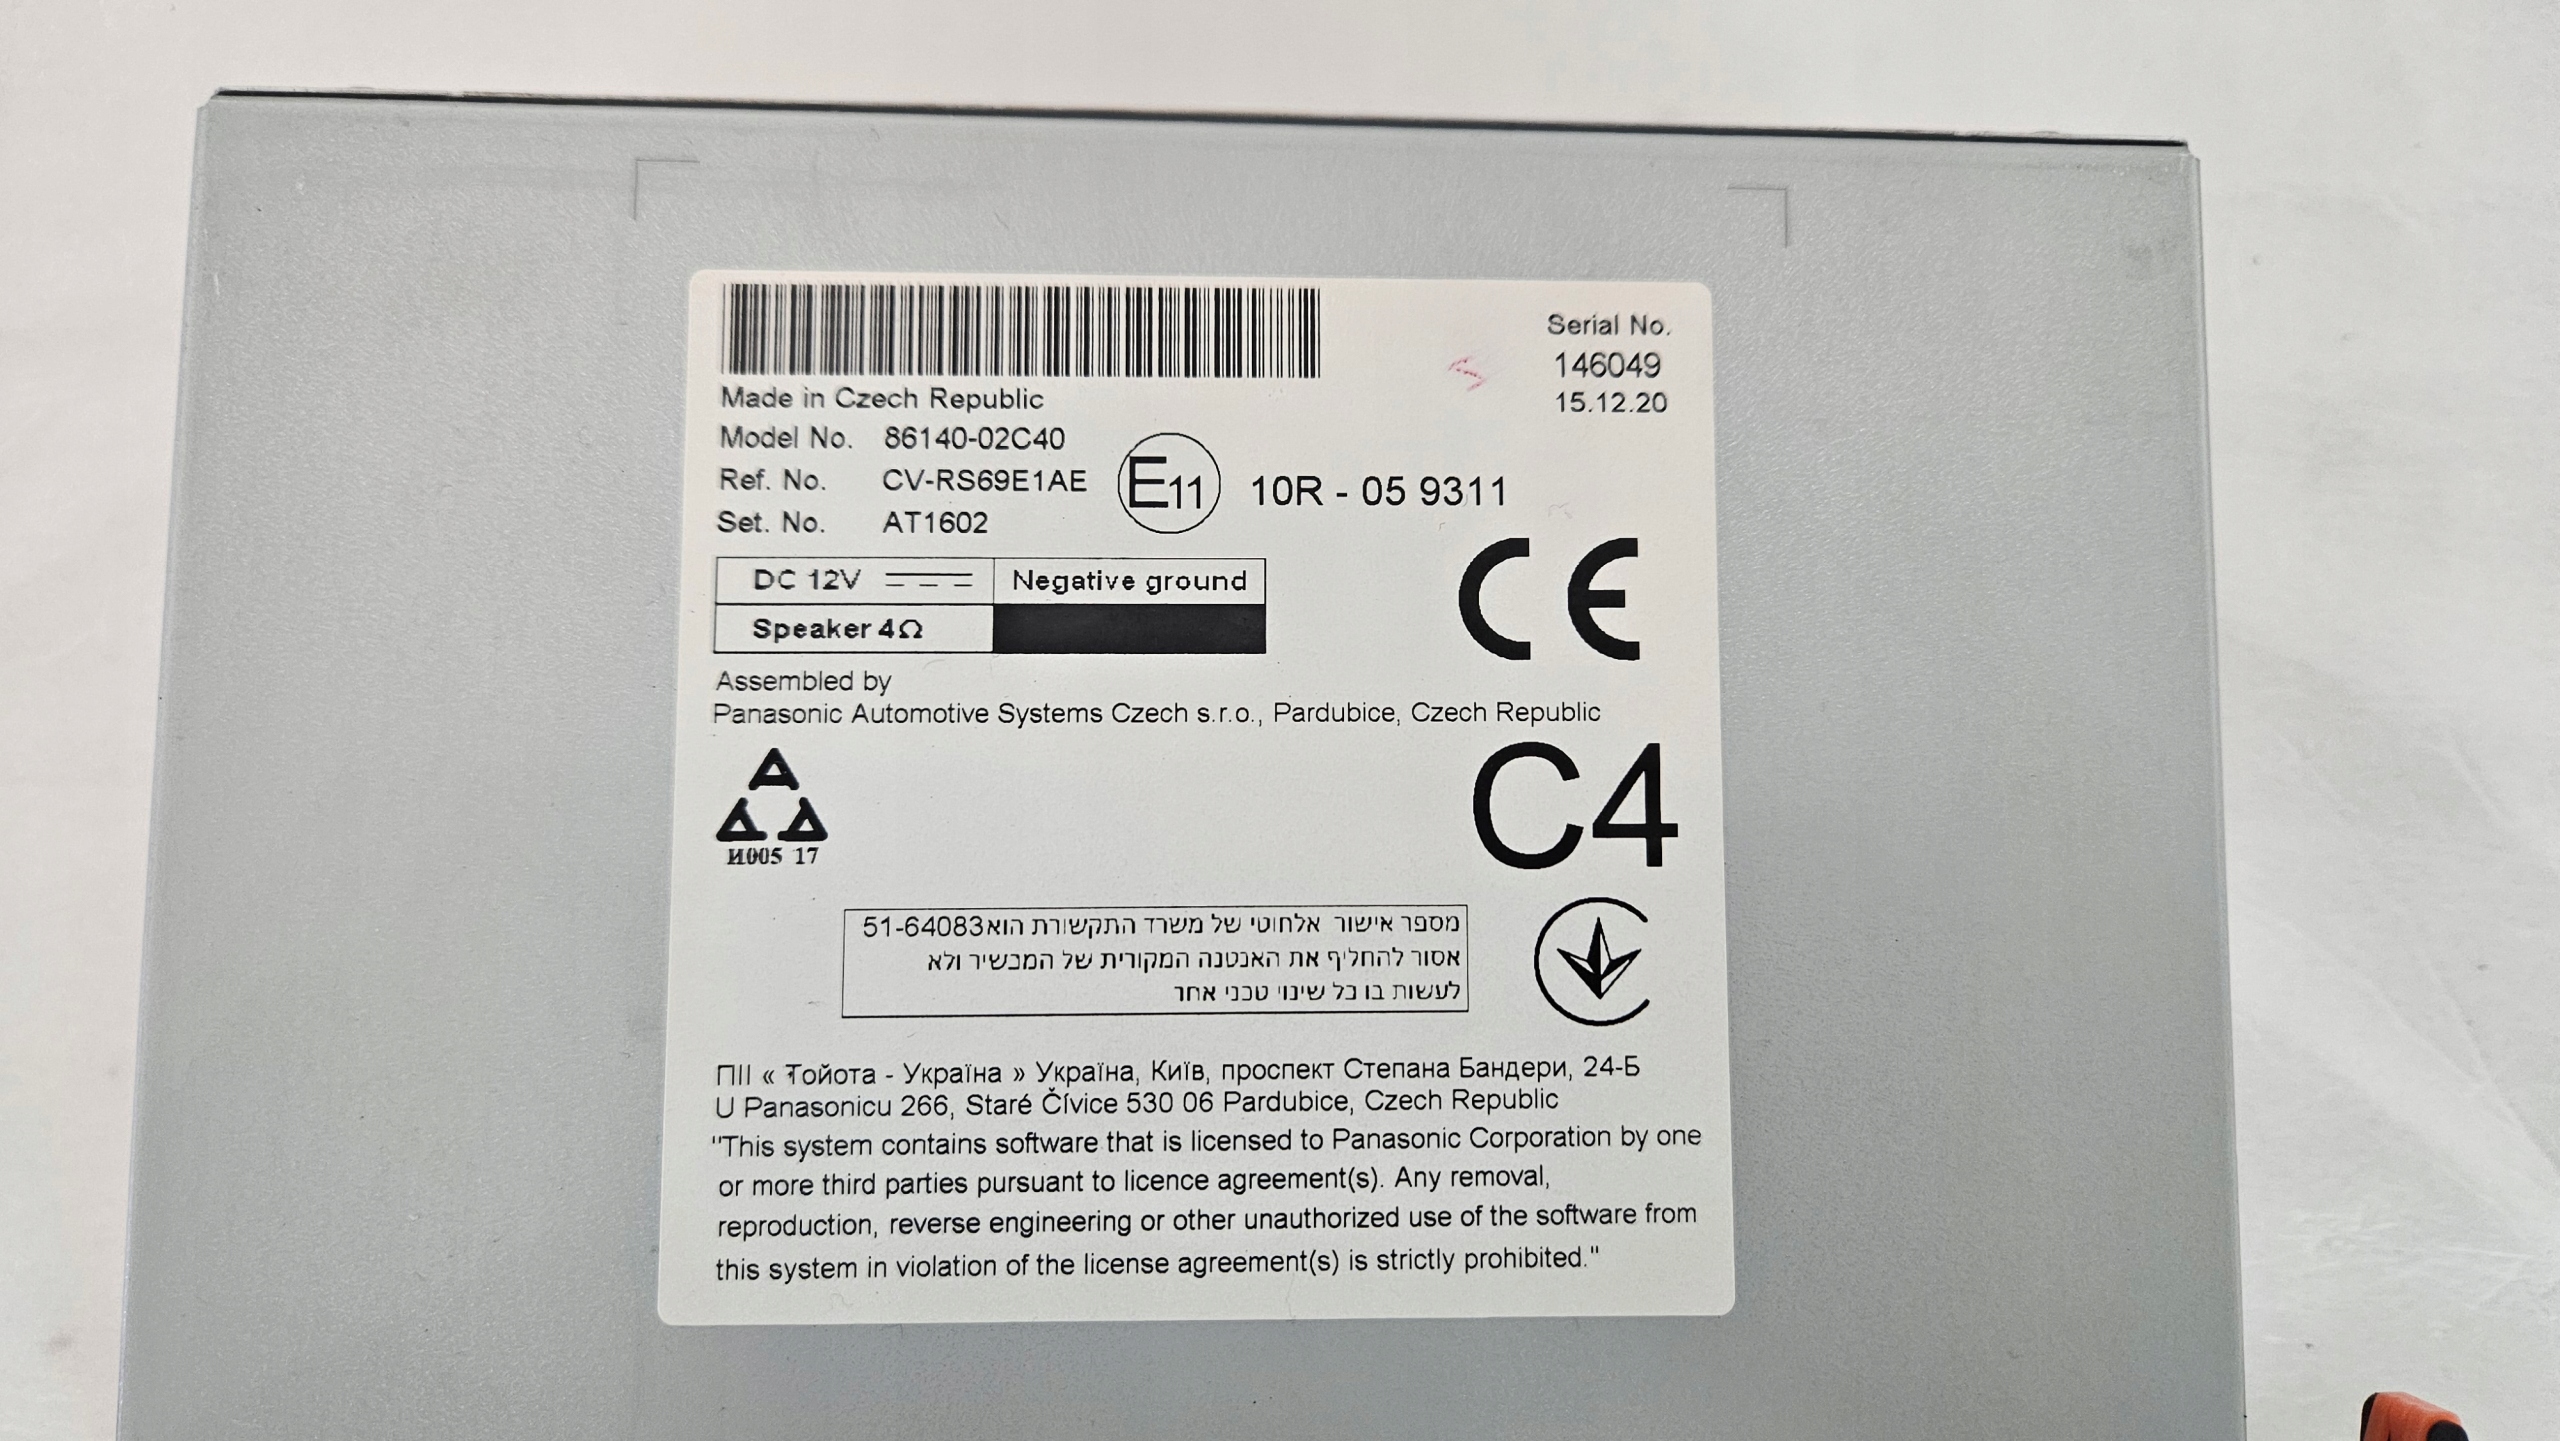 Serial No.
146049
15.12.20
Made in Czech Republic
Model No. 86140-02C40
Ref. No. CV-RS69E1AE
Set. No. AT1602
E11 10R - 05 9311
DC 12V Negative ground
Speaker 4Ω
CE
Assembled by
Panasonic Automotive Systems Czech s.r.o., Pardubice, Czech Republic
C4
И005 17
מספר אישור אלחוטי של משרד התקשורת הוא51-64083
אסור להחליף את האנטנה המקורית של המכשיר ולא
לעשות בו כל שינוי טכני אחר
ПІІ « Тойота - Україна » Україна, Київ, проспект Степана Бандери, 24-Б
U Panasonicu 266, Staré Čívice 530 06 Pardubice, Czech Republic
"This system contains software that is licensed to Panasonic Corporation by one
or more third parties pursuant to licence agreement(s). Any removal,
reproduction, reverse engineering or other unauthorized use of the software from
this system in violation of the license agreement(s) is strictly prohibited."